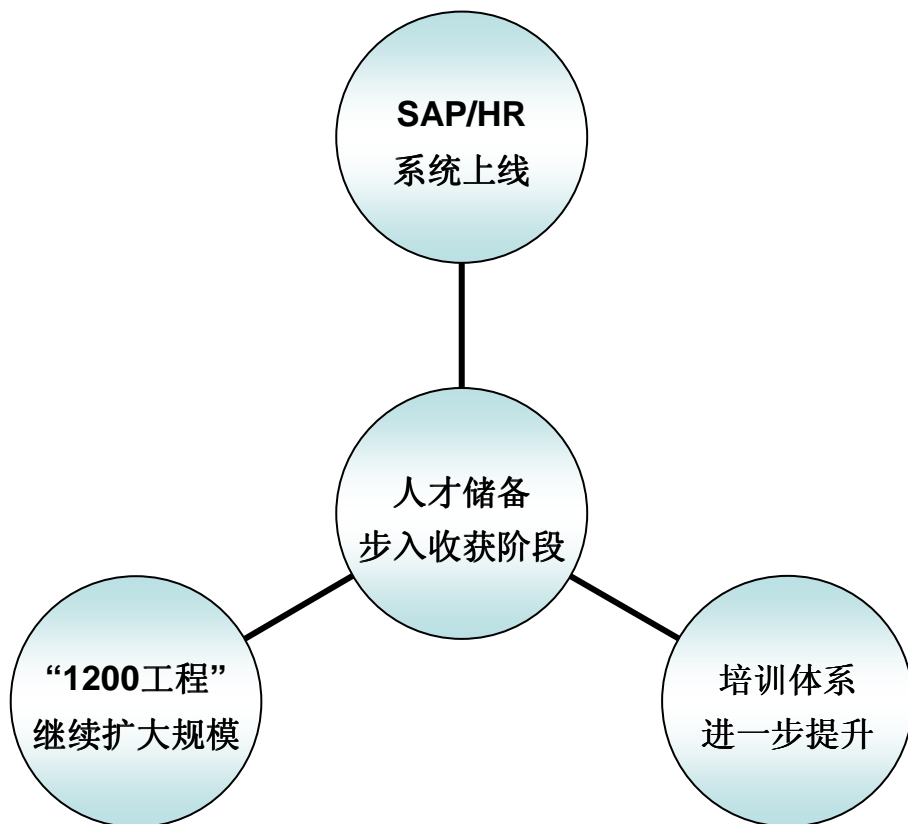 SAP/HR
系统上线
人才储备
步入收获阶段
“1200工程”
继续扩大规模
培训体系
进一步提升